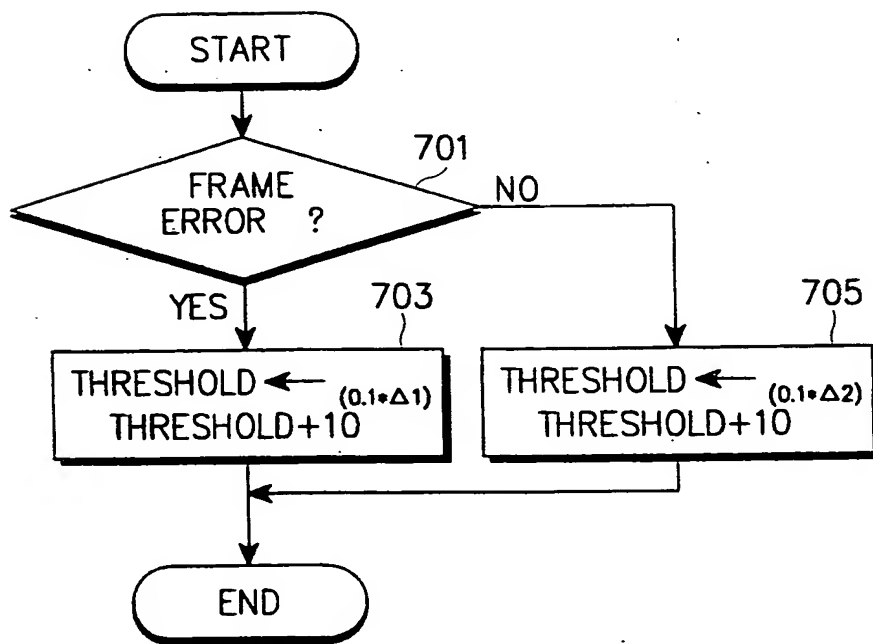 START
701
FRAME
ERROR ?
NO
YES
703
THRESHOLD ←
THRESHOLD+10^(0.1*Δ1)
705
THRESHOLD ←
THRESHOLD+10^(0.1*Δ2)
END